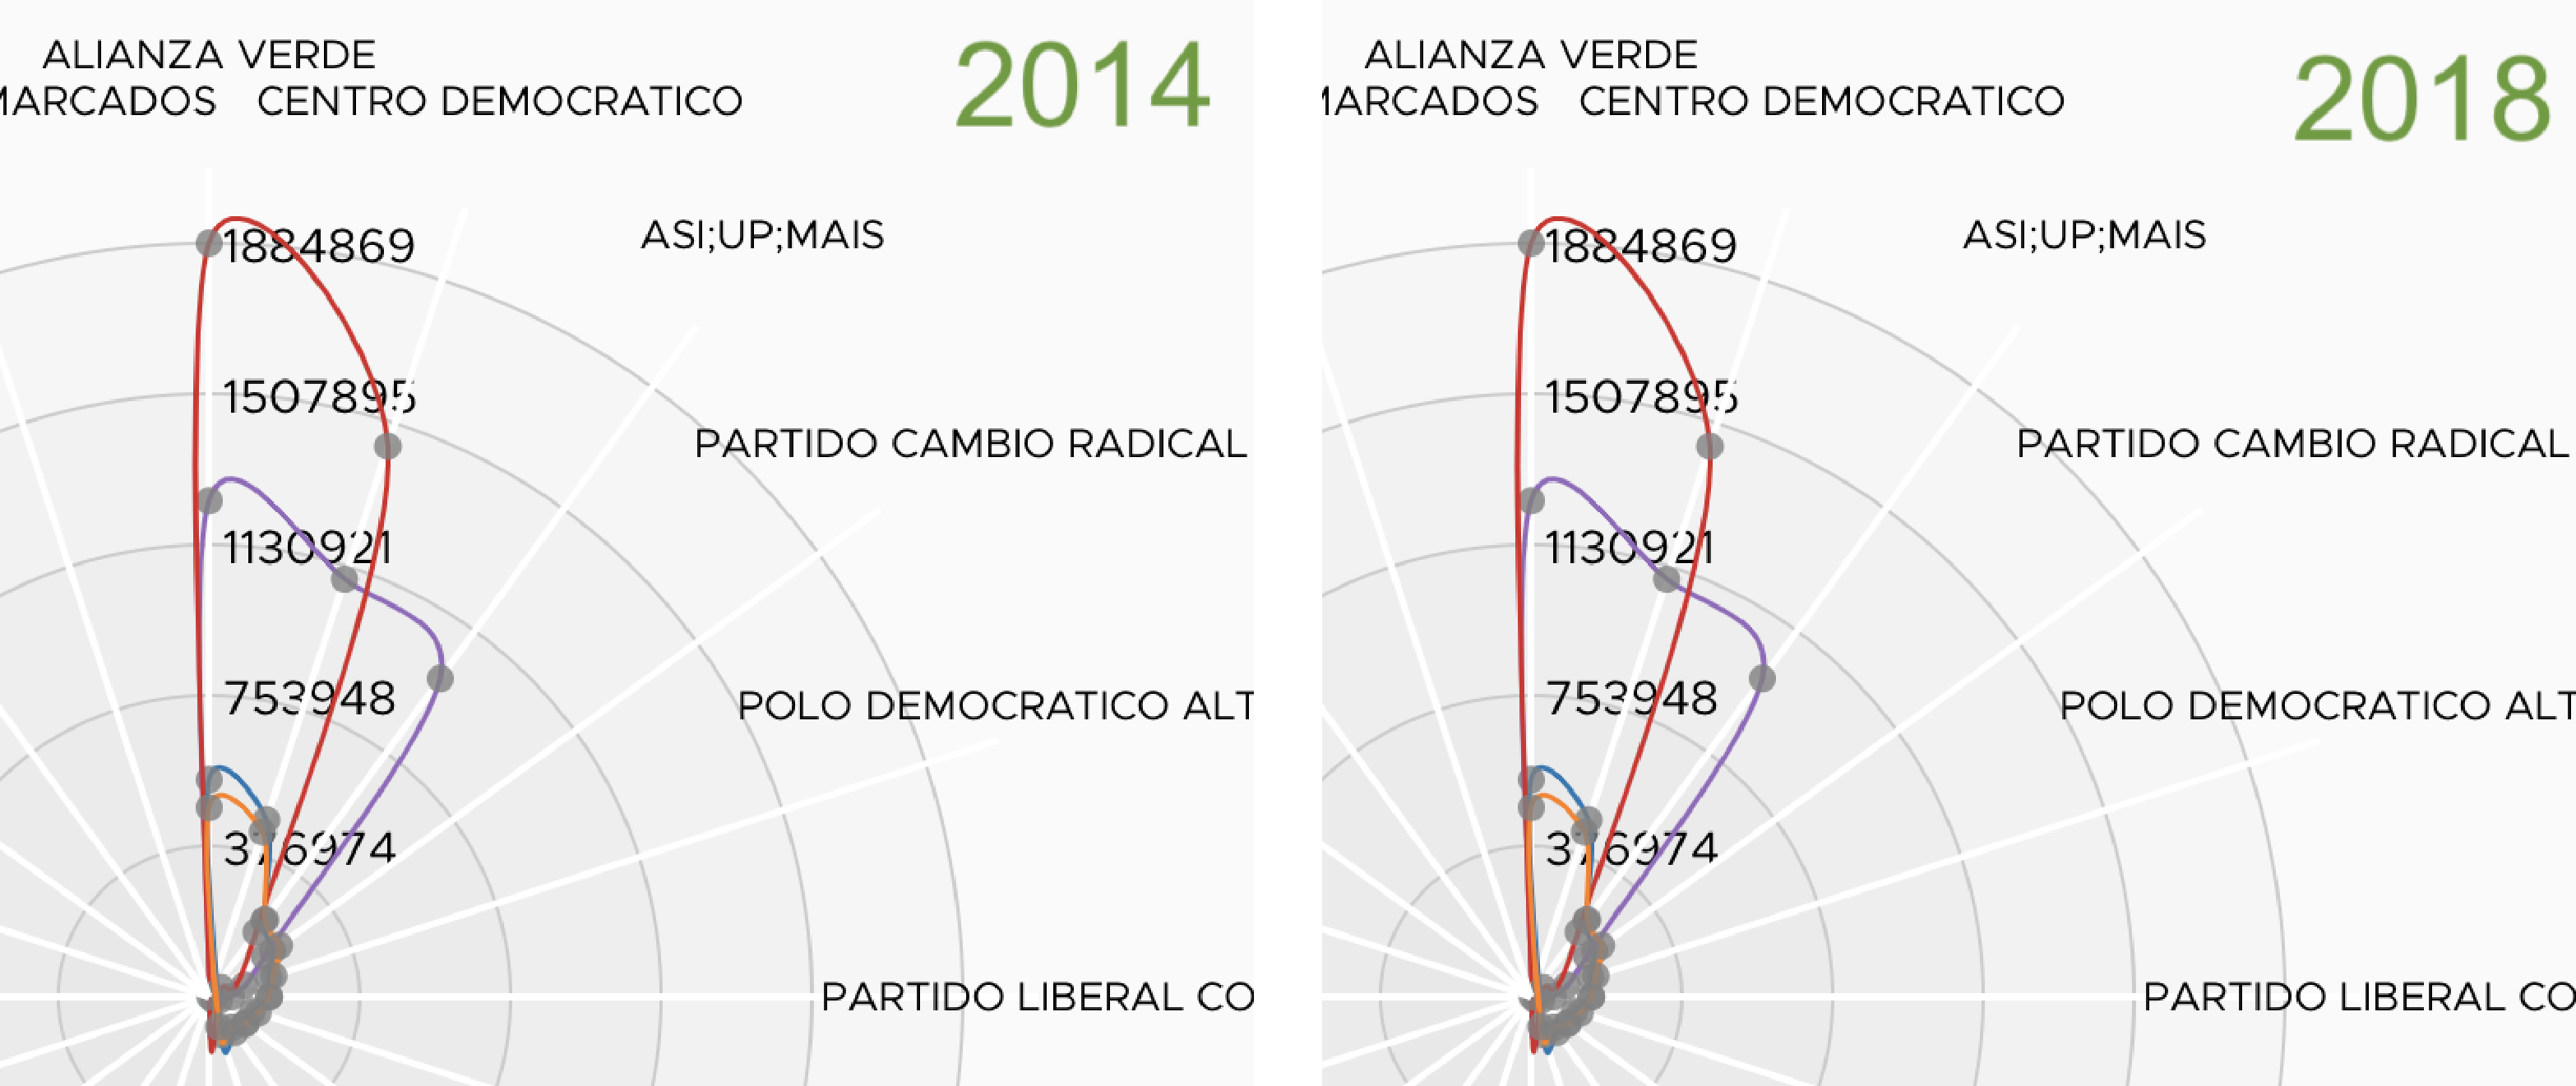 ALIANZA VERDE
MARCADOS CENTRO DEMOCRATICO
2014
ASI;UP;MAIS
1884869
PARTIDO CAMBIO RADICAL
1507895
1130921
POLO DEMOCRATICO ALT
753948
376974
PARTIDO LIBERAL CO
ALIANZA VERDE
MARCADOS CENTRO DEMOCRATICO
2018
ASI;UP;MAIS
1884869
PARTIDO CAMBIO RADICAL
1507895
1130921
POLO DEMOCRATICO ALT
753948
376974
PARTIDO LIBERAL CO